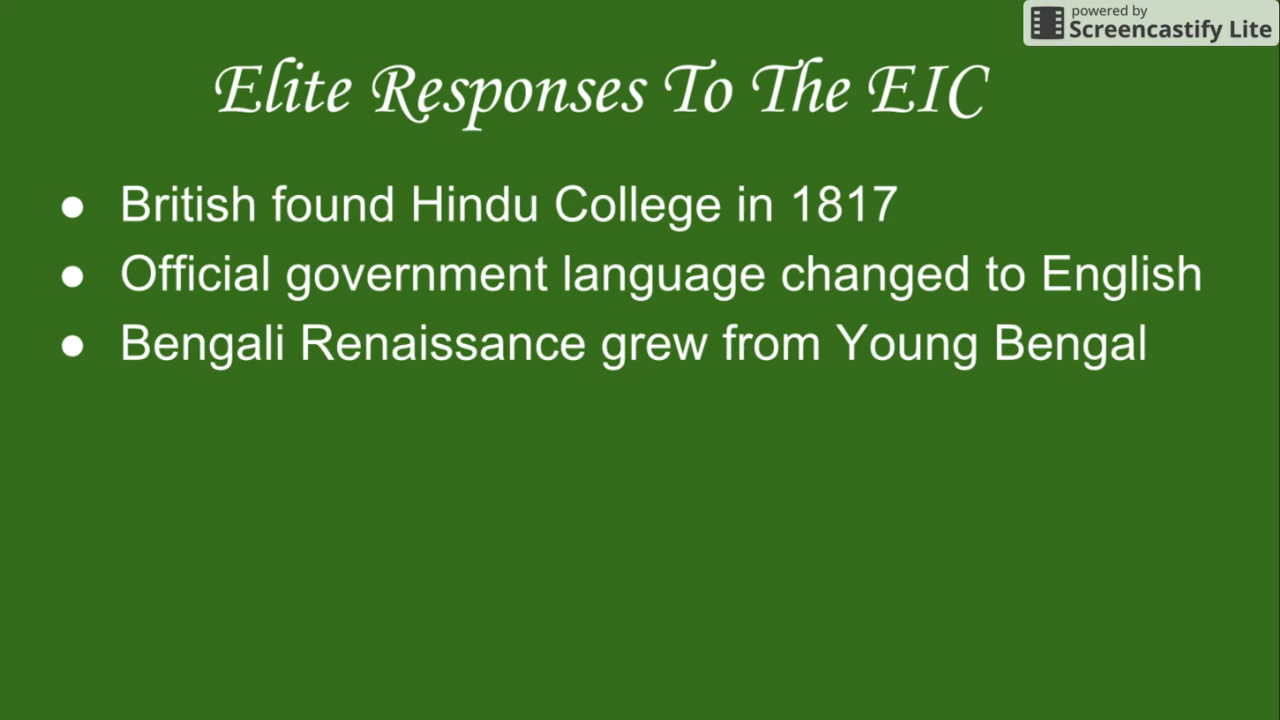 powered by
Screencastify Lite
Elite Responses To The EIC
● British found Hindu College in 1817
● Official government language changed to English
● Bengali Renaissance grew from Young Bengal